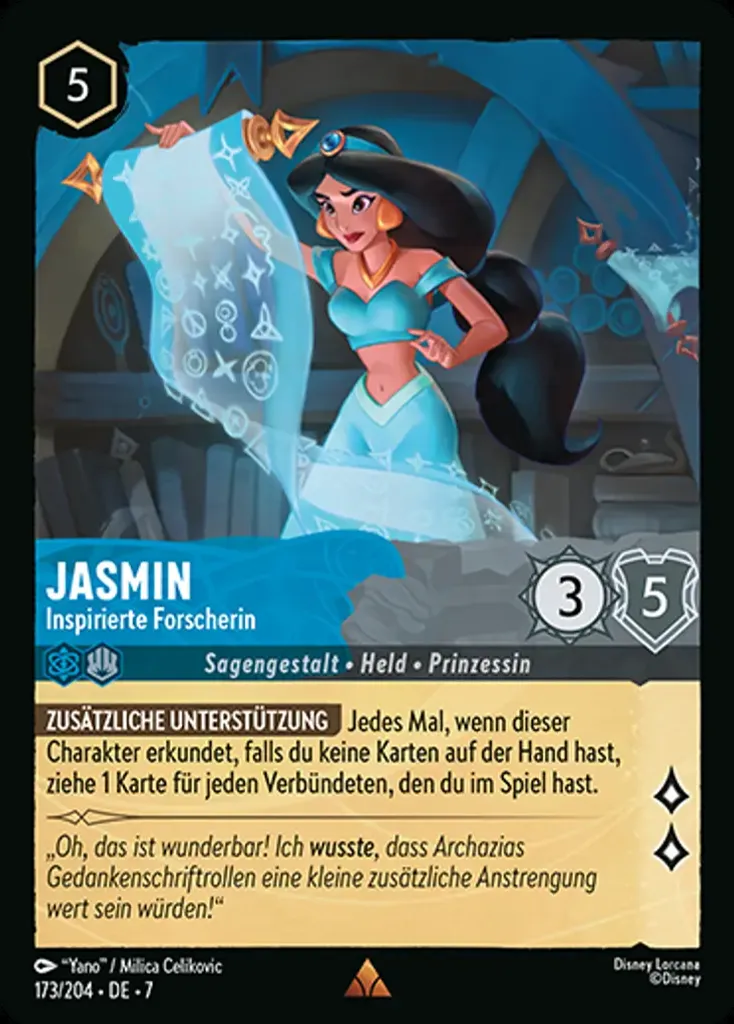 5
JASMIN
Inspirierte Forscherin
3
5
Sagengestalt • Held • Prinzessin
ZUSÄTZLICHE UNTERSTÜTZUNG Jedes Mal, wenn dieser
Charakter erkundet, falls du keine Karten auf der Hand hast,
ziehe 1 Karte für jeden Verbündeten, den du im Spiel hast.
„Oh, das ist wunderbar! Ich wusste, dass Archazias
Gedankenschriftrollen eine kleine zusätzliche Anstrengung
wert sein würden!“
“Yano” / Milica Celikovic
Disney Lorcana
173/204 • DE • 7
©Disney